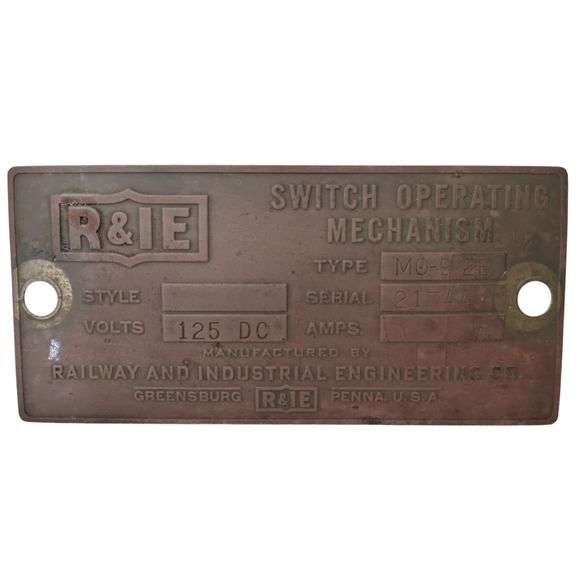 R&IE
SWITCH OPERATING
MECHANISM
TYPE
STYLE SERIAL
VOLTS 125 DC AMPS
MANUFACTURED BY
RAILWAY AND INDUSTRIAL ENGINEERING CO.
GREENSBURG R&IE PENNA. U.S.A.